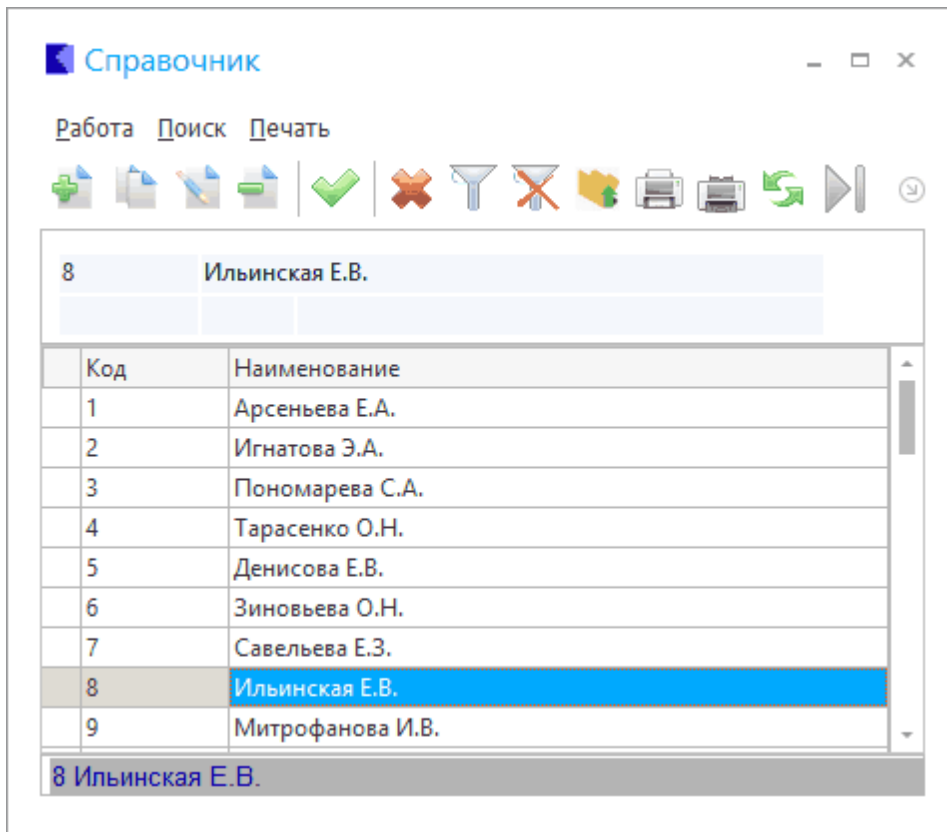 Справочник
Работа Поиск Печать
8 Ильинская Е.В.
Код Наименование
1 Арсеньева Е.А.
2 Игнатова Э.А.
3 Пономарева С.А.
4 Тарасенко О.Н.
5 Денисова Е.В.
6 Зиновьева О.Н.
7 Савельева Е.З.
8 Ильинская Е.В.
9 Митрофанова И.В.
8 Ильинская Е.В.